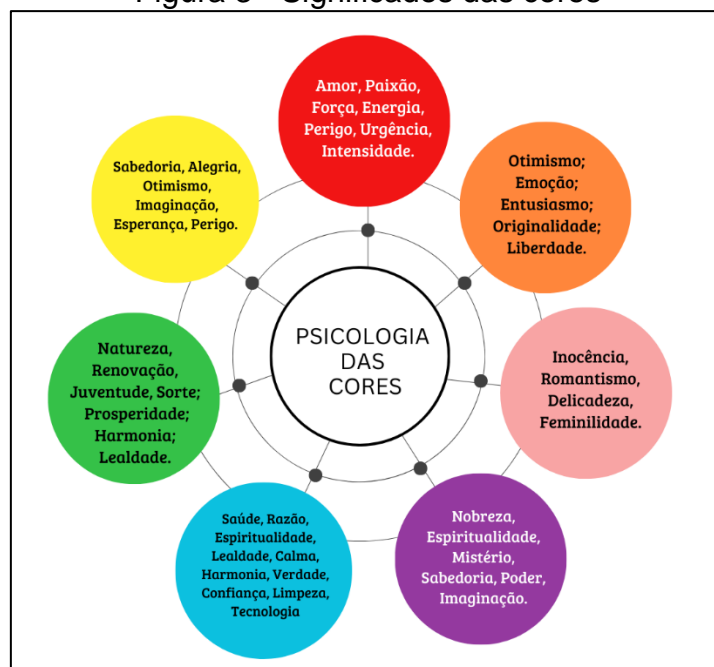 Figura - Significados das cores
Amor, Paixão,
Força, Energia,
Perigo, Urgência,
Intensidade.
Otimismo;
Emoção;
Entusiasmo;
Originalidade;
Liberdade.
Inocência,
Romantismo,
Delicadeza,
Feminilidade.
Nobreza,
Espiritualidade,
Mistério,
Sabedoria, Poder,
Imaginação.
Saúde, Razão,
Espiritualidade,
Lealdade, Calma,
Harmonia, Verdade,
Confiança, Limpeza,
Tecnologia
Natureza,
Renovação,
Juventude, Sorte;
Prosperidade;
Harmonia;
Lealdade.
Sabedoria, Alegria,
Otimismo,
Imaginação,
Esperança, Perigo.
PSICOLOGIA
DAS
CORES